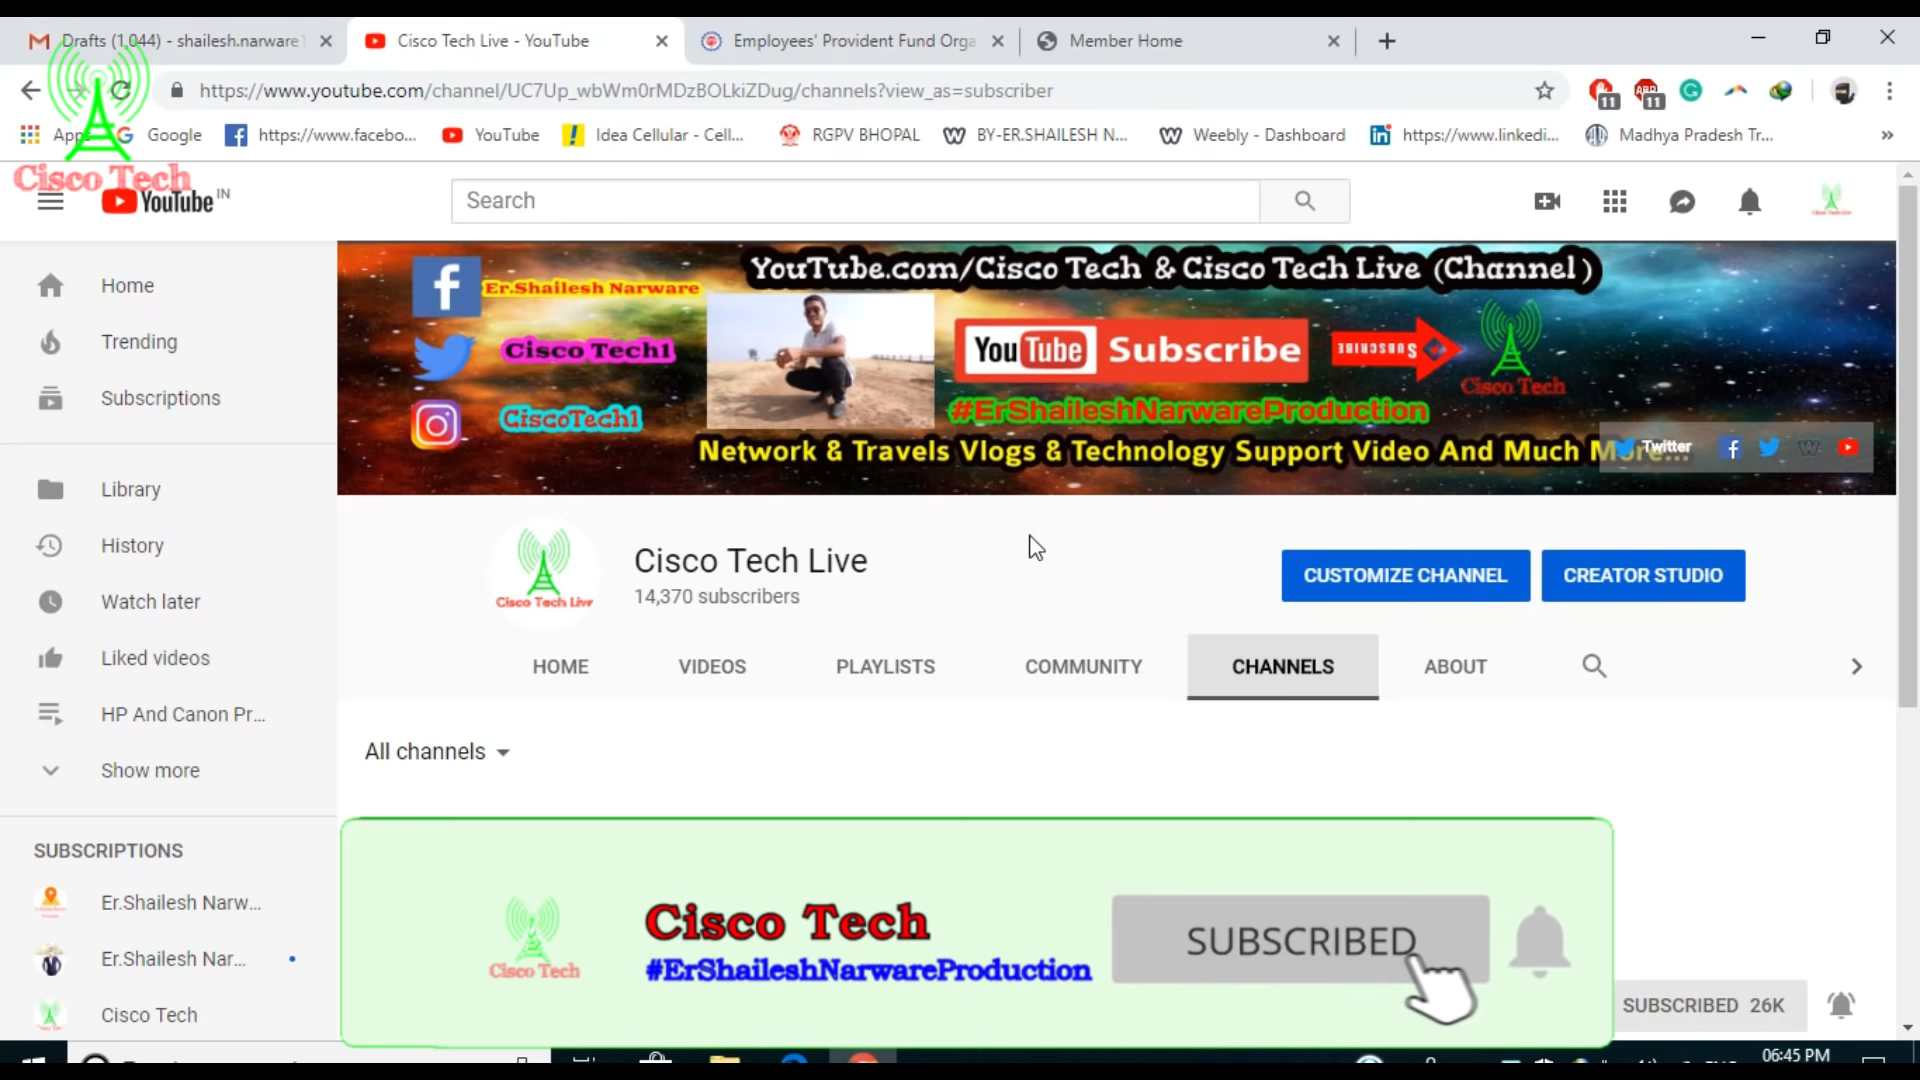 Drafts (1,044) - shailesh.narware1
Cisco Tech Live - YouTube
Employees' Provident Fund Orga
Member Home
https://www.youtube.com/channel/UC7Up_wbWm0rMDzBOLkiZDug/channels?view_as=subscriber
11
ABP
11
Apps
Google
https://www.facebo...
YouTube
Idea Cellular - Cell...
RGPV BHOPAL
BY-ER.SHAILESH N...
Weebly - Dashboard
https://www.linkedi...
Madhya Pradesh Tr...
Cisco Tech
YouTube IN
Search
Home
Trending
Subscriptions
Library
History
Watch later
Liked videos
HP And Canon Pr...
Show more
SUBSCRIPTIONS
Er.Shailesh Narw...
Er.Shailesh Nar...
Cisco Tech
YouTube.com/Cisco Tech & Cisco Tech Live (Channel)
Er.Shailesh Narware
Cisco Tech1
CiscoTech1
YouTube Subscribe
SUBSCRIBE
Cisco Tech
#ErShaileshNarwareProduction
Network & Travels Vlogs & Technology Support Video And Much More...
Twitter
Cisco Tech Live
Cisco Tech Live
14,370 subscribers
CUSTOMIZE CHANNEL
CREATOR STUDIO
HOME
VIDEOS
PLAYLISTS
COMMUNITY
CHANNELS
ABOUT
All channels
Cisco Tech
Cisco Tech
#ErShaileshNarwareProduction
SUBSCRIBED
SUBSCRIBED 26K
06:45 PM